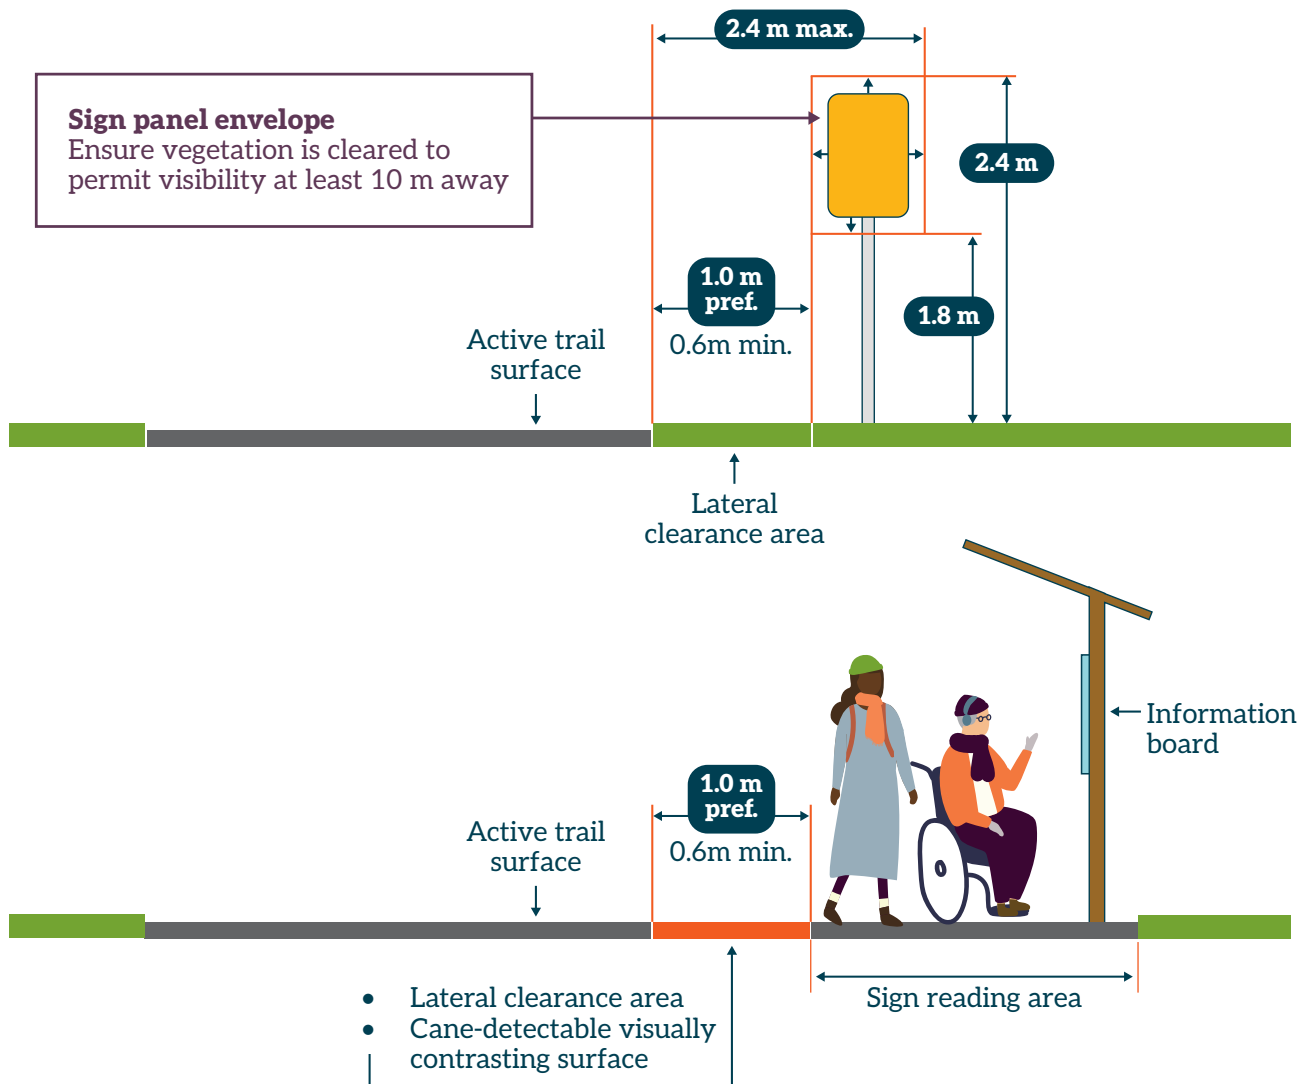 2.4 m max.
Sign panel envelope
Ensure vegetation is cleared to
permit visibility at least 10 m away
2.4 m
1.0 m
pref.
0.6m min.
1.8 m
Active trail
surface
Lateral
clearance area
Information
board
1.0 m
pref.
0.6m min.
Active trail
surface
Sign reading area
• Lateral clearance area
• Cane-detectable visually
contrasting surface